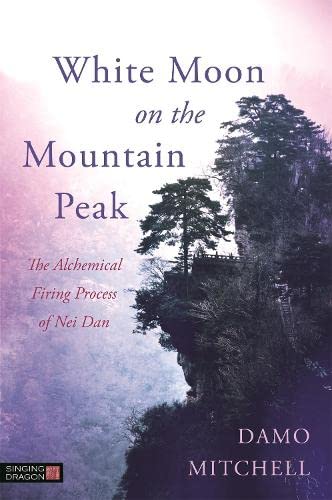 White Moon
on the
Mountain
Peak
The Alchemical
Firing Process
of Nei Dan
DAMO
MITCHELL
SINGING
DRAGON